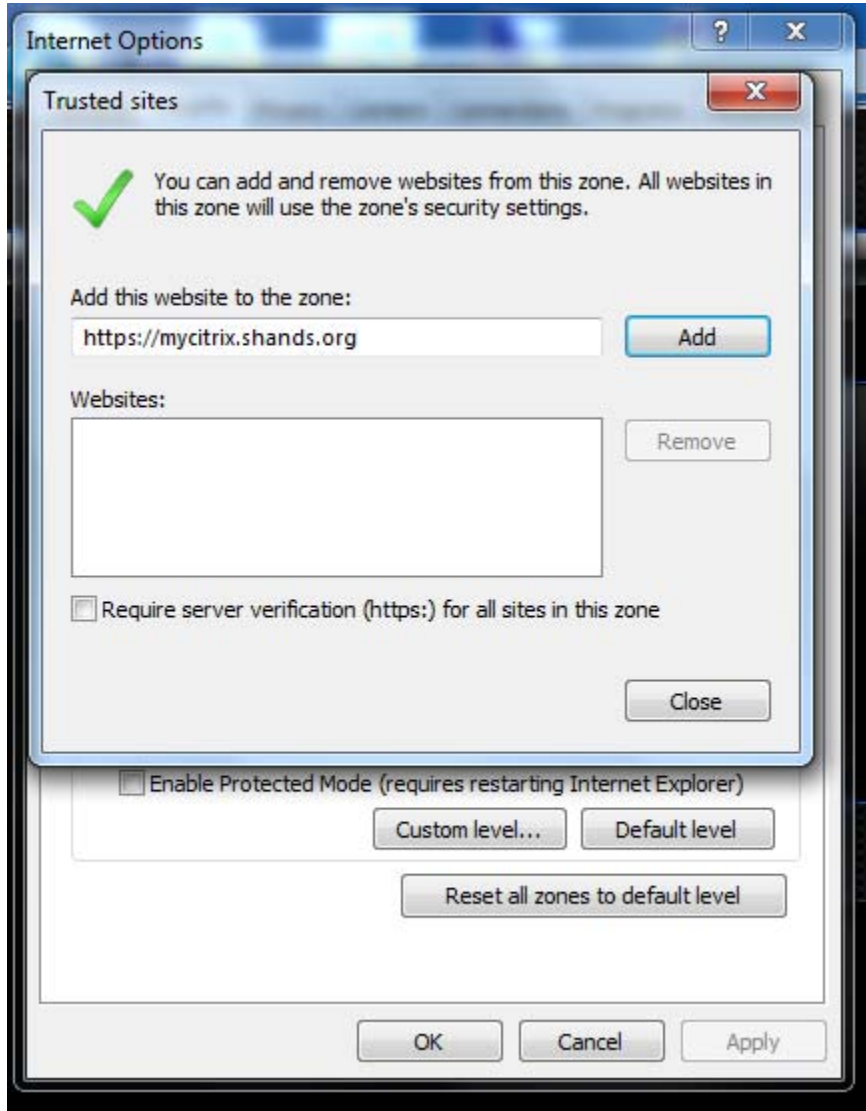 Internet Options
Trusted sites
You can add and remove websites from this zone. All websites in
this zone will use the zone's security settings.
Add this website to the zone:
https://mycitrix.shands.org
Add
Websites:
Remove
Require server verification (https:) for all sites in this zone
Close
Enable Protected Mode (requires restarting Internet Explorer)
Custom level...
Default level
Reset all zones to default level
OK
Cancel
Apply